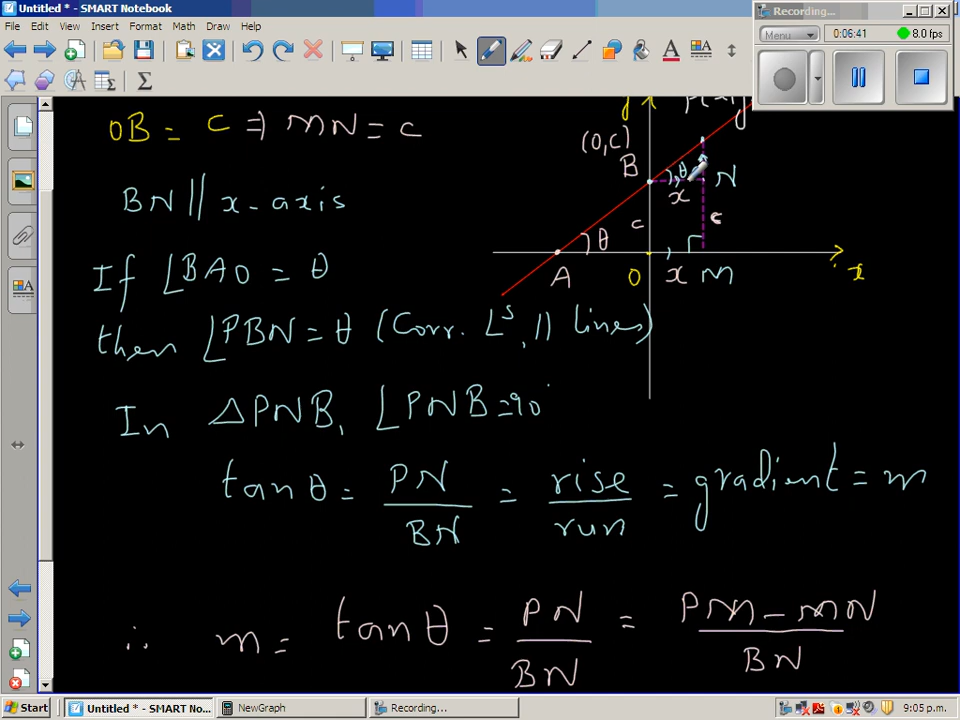 Untitled * - SMART Notebook
File Edit View Insert Format Math Draw Help
Recording...
Menu 0:06:41 8.0 fps
OB = C ⇒ MN = C
BN // x-axis
If ∠BAO = θ
then ∠PBN = θ (Corr. ∠s, // lines)
In △PNB, ∠PNB = 90
tan θ = PN/BN = rise/run = gradient = m
∴ m = tan θ = PN/BN = PM - MN/BN
y
(0,C)
B θ N
x
C c
θ
A O x M x
Start Untitled * - SMART No... NewGraph Recording... 9:05 p.m.